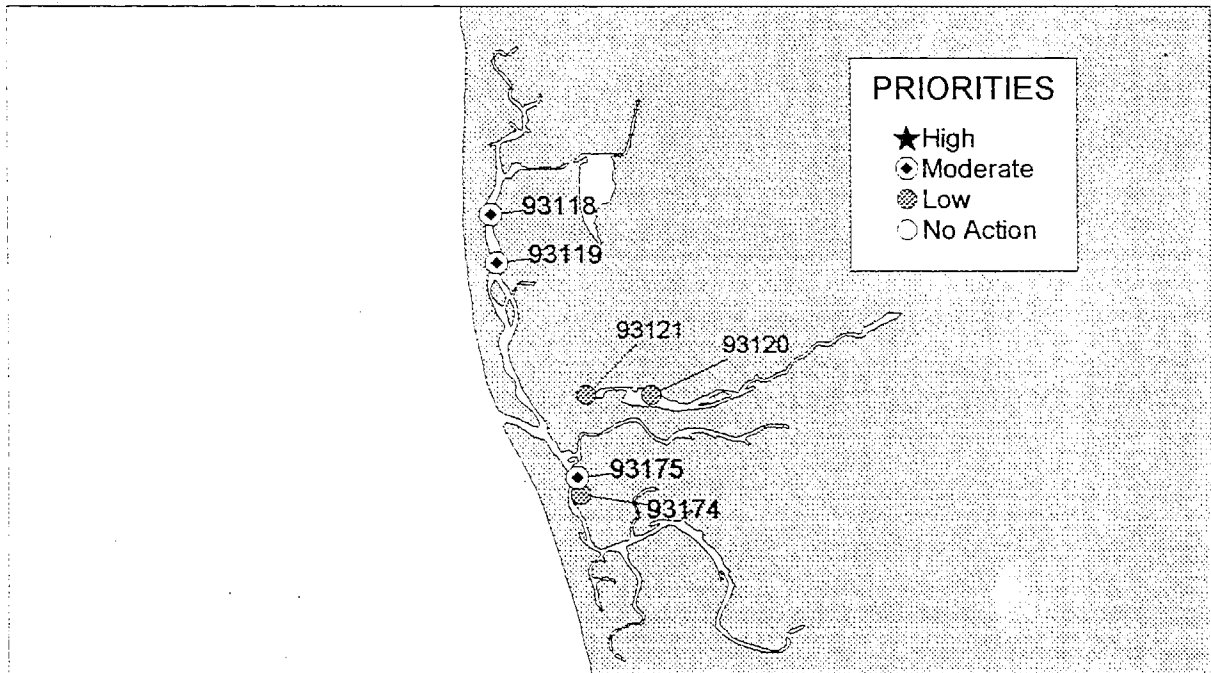 PRIORITIES
High
Moderate
Low
No Action
93118
93119
93121
93120
93175
93174